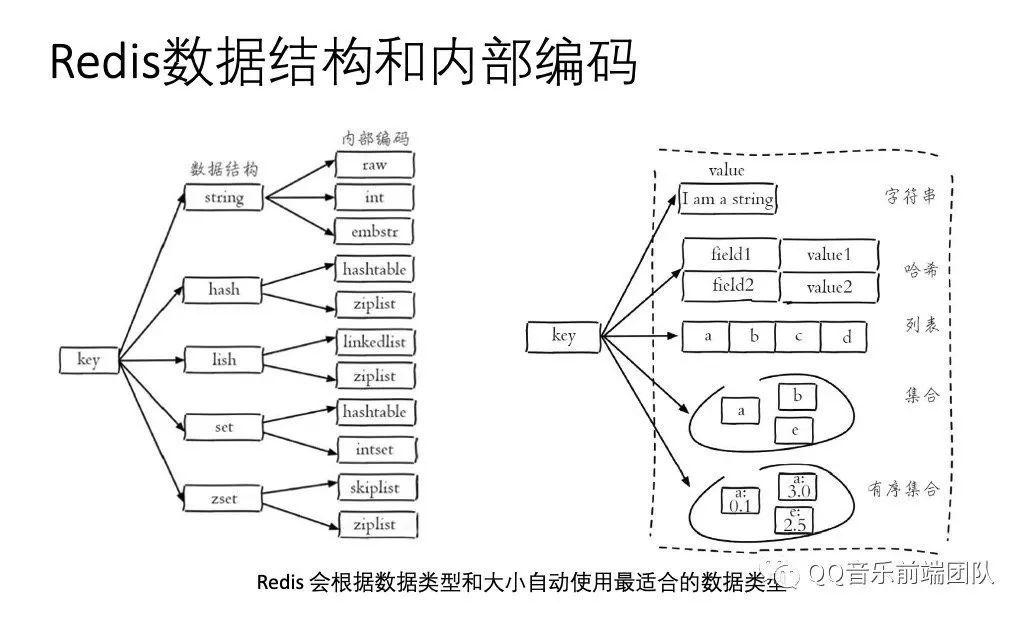 Redis数据结构和内部编码
内部编码
数据结构
raw
string
int
embstr
hashtable
hash
ziplist
linkedlist
key
lish
ziplist
hashtable
set
intset
skiplist
zset
ziplist
value
I am a string
字符串
field1 value1
哈希
field2 value2
key
a b c d
列表
a
b
e
集合
a:
0.1
a:
3.0
e:
2.5
有序集合
Redis 会根据数据类型和大小自动使用最适合的数据类型
QQ音乐前端团队